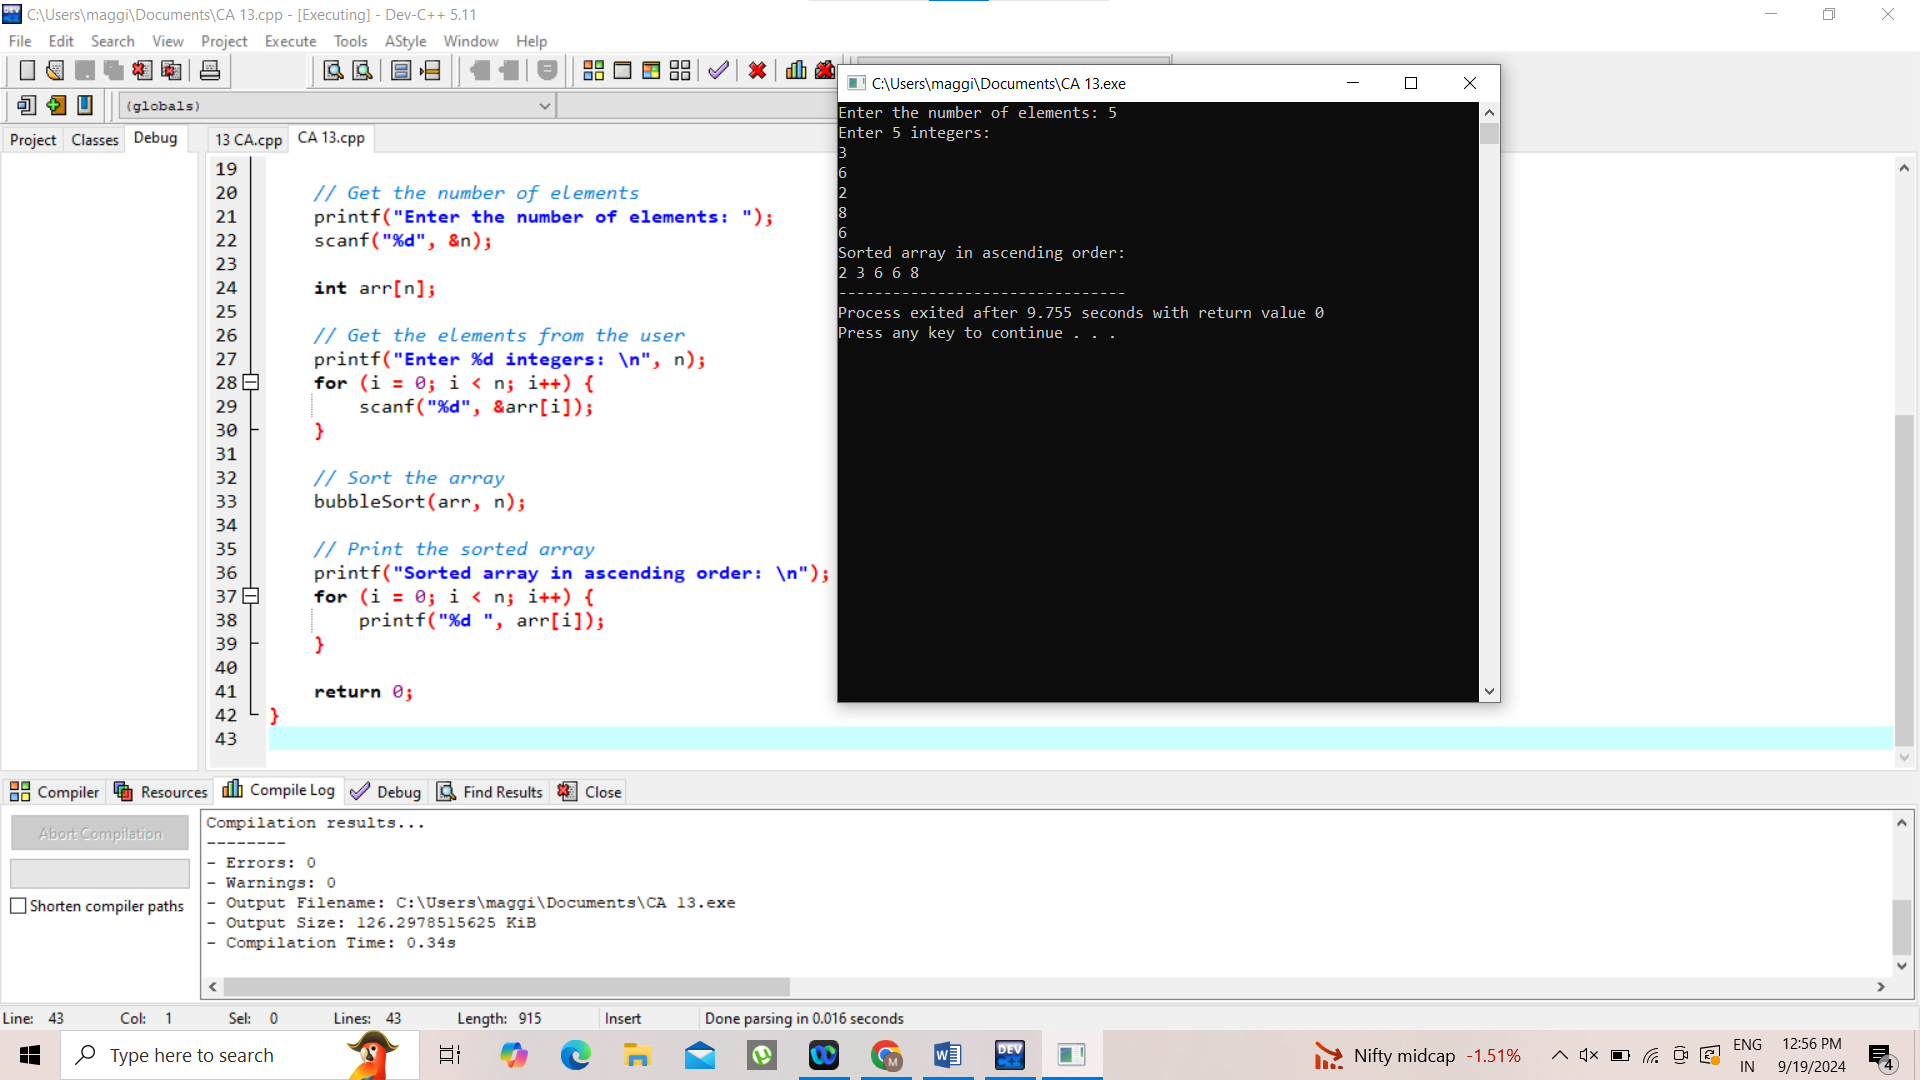 C:\Users\maggi\Documents\CA 13.cpp - [Executing] - Dev-C++ 5.11
File Edit Search View Project Execute Tools AStyle Window Help
(globals)
Project Classes Debug
13 CA.cpp CA 13.cpp
19
20 // Get the number of elements
21 printf("Enter the number of elements: ");
22 scanf("%d", &n);
23
24 int arr[n];
25
26 // Get the elements from the user
27 printf("Enter %d integers: \n", n);
28 for (i = 0; i < n; i++) {
29 scanf("%d", &arr[i]);
30 }
31
32 // Sort the array
33 bubbleSort(arr, n);
34
35 // Print the sorted array
36 printf("Sorted array in ascending order: \n");
37 for (i = 0; i < n; i++) {
38 printf("%d ", arr[i]);
39 }
40
41 return 0;
42 }
43
C:\Users\maggi\Documents\CA 13.exe
Enter the number of elements: 5
Enter 5 integers:
3
6
2
8
6
Sorted array in ascending order:
2 3 6 6 8
--------------------------------
Process exited after 9.755 seconds with return value 0
Press any key to continue . . .
Compiler Resources Compile Log Debug Find Results Close
Abort Compilation
Shorten compiler paths
Compilation results...
--------
- Errors: 0
- Warnings: 0
- Output Filename: C:\Users\maggi\Documents\CA 13.exe
- Output Size: 126.2978515625 KiB
- Compilation Time: 0.34s
Line: 43 Col: 1 Sel: 0 Lines: 43 Length: 915 Insert Done parsing in 0.016 seconds
Type here to search
DEV C++
Nifty midcap -1.51%
ENG
IN
12:56 PM
9/19/2024
4